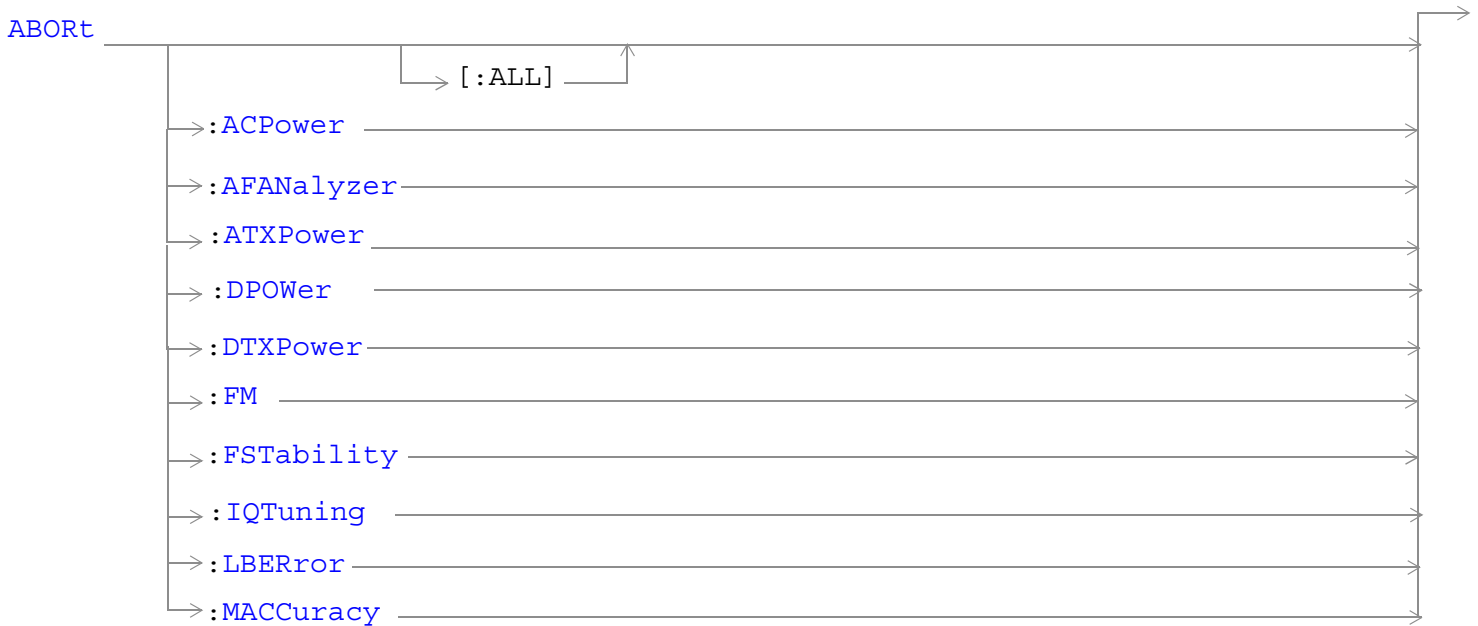 ABORt
[:ALL]
:ACPower
:AFANalyzer
:ATXPower
:DPOWer
:DTXPower
:FM
:FSTability
:IQTuning
:LBERror
:MACCuracy